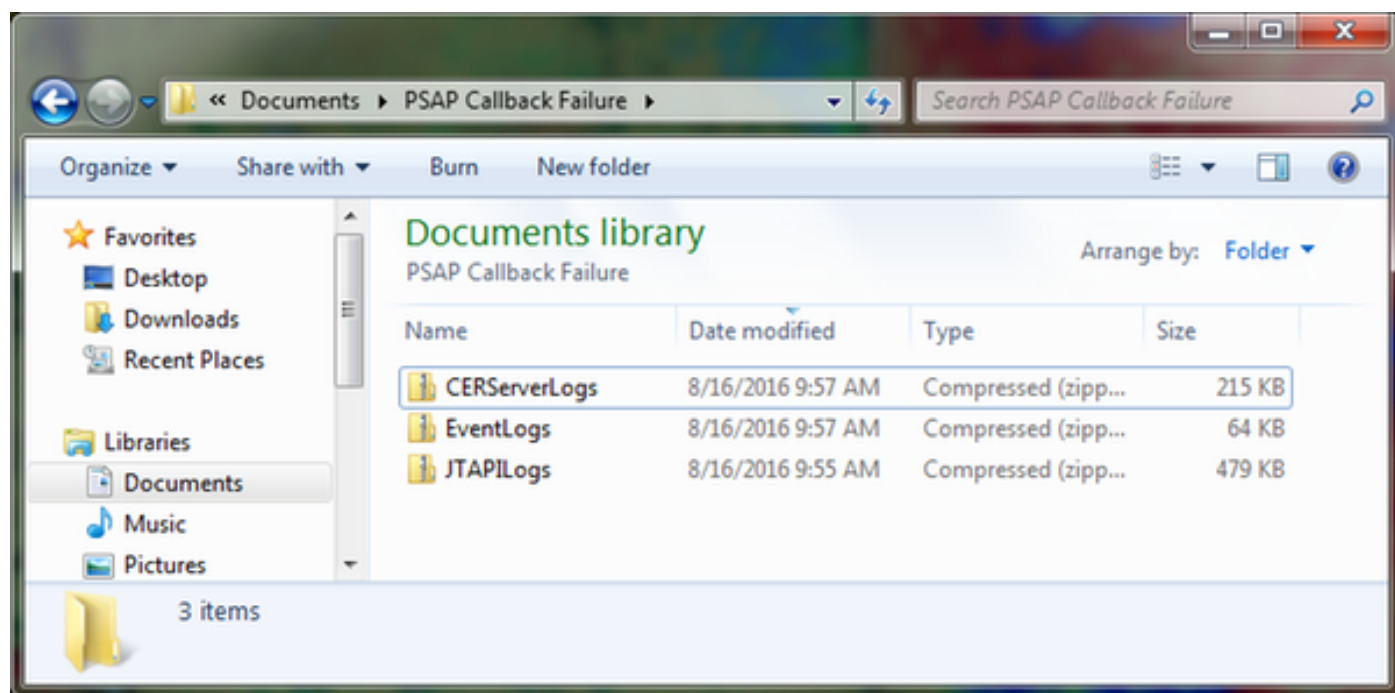 « Documents ▸ PSAP Callback Failure ▸ Search PSAP Callback Failure
Organize Share with Burn New folder
Favorites
Desktop
Downloads
Recent Places
Libraries
Documents
Music
Pictures
Documents library
PSAP Callback Failure
Arrange by: Folder
Name Date modified Type Size
CERServerLogs 8/16/2016 9:57 AM Compressed (zipp... 215 KB
EventLogs 8/16/2016 9:57 AM Compressed (zipp... 64 KB
JTAPILogs 8/16/2016 9:55 AM Compressed (zipp... 479 KB
3 items